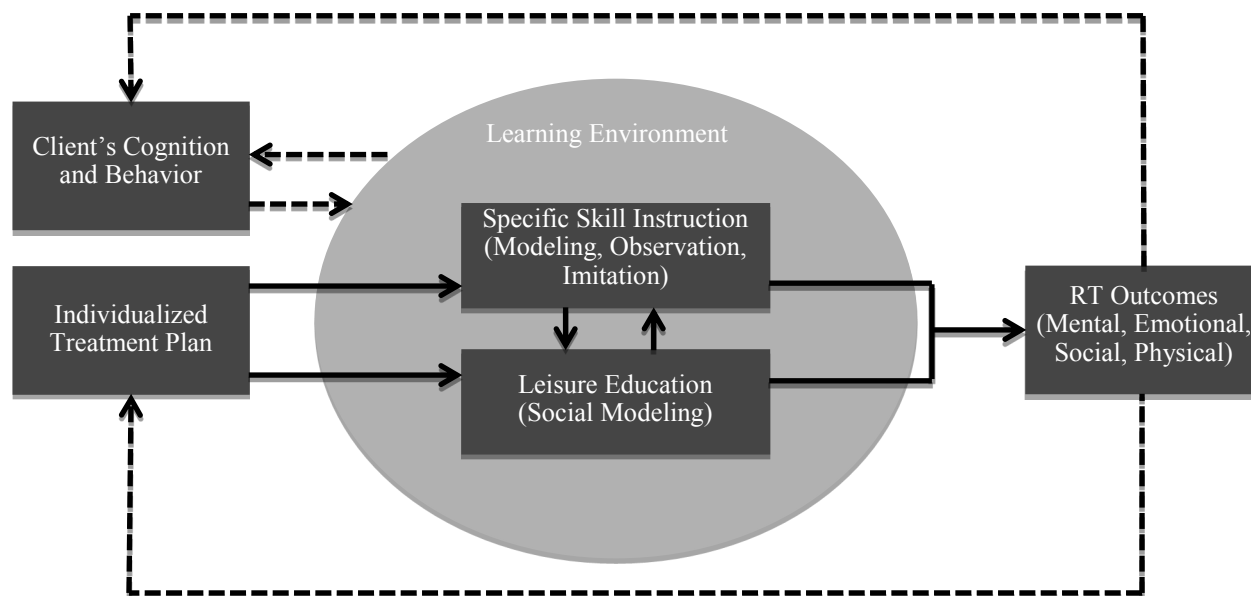 Client’s Cognition
and Behavior
Learning Environment
Specific Skill Instruction
(Modeling, Observation,
Imitation)
Individualized
Treatment Plan
Leisure Education
(Social Modeling)
RT Outcomes
(Mental, Emotional,
Social, Physical)